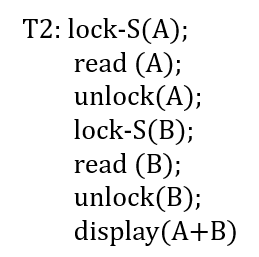 T2: lock-S(A);
read (A);
unlock(A);
lock-S(B);
read (B);
unlock(B);
display(A+B)